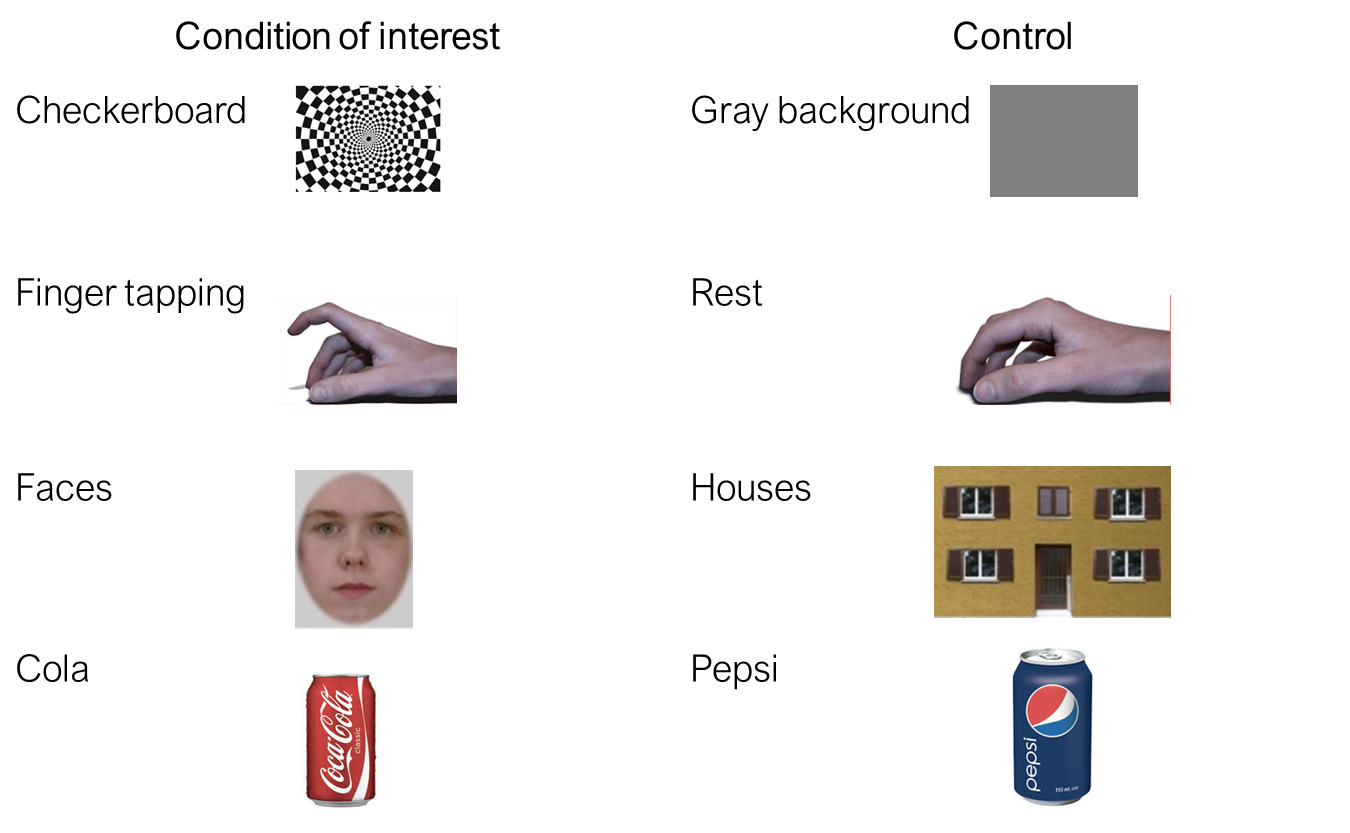 Condition of interest
Control
Checkerboard
Gray background
Finger tapping
Rest
Faces
Houses
Cola
Pepsi
Coca-Cola
classic
pepsi
355 mL